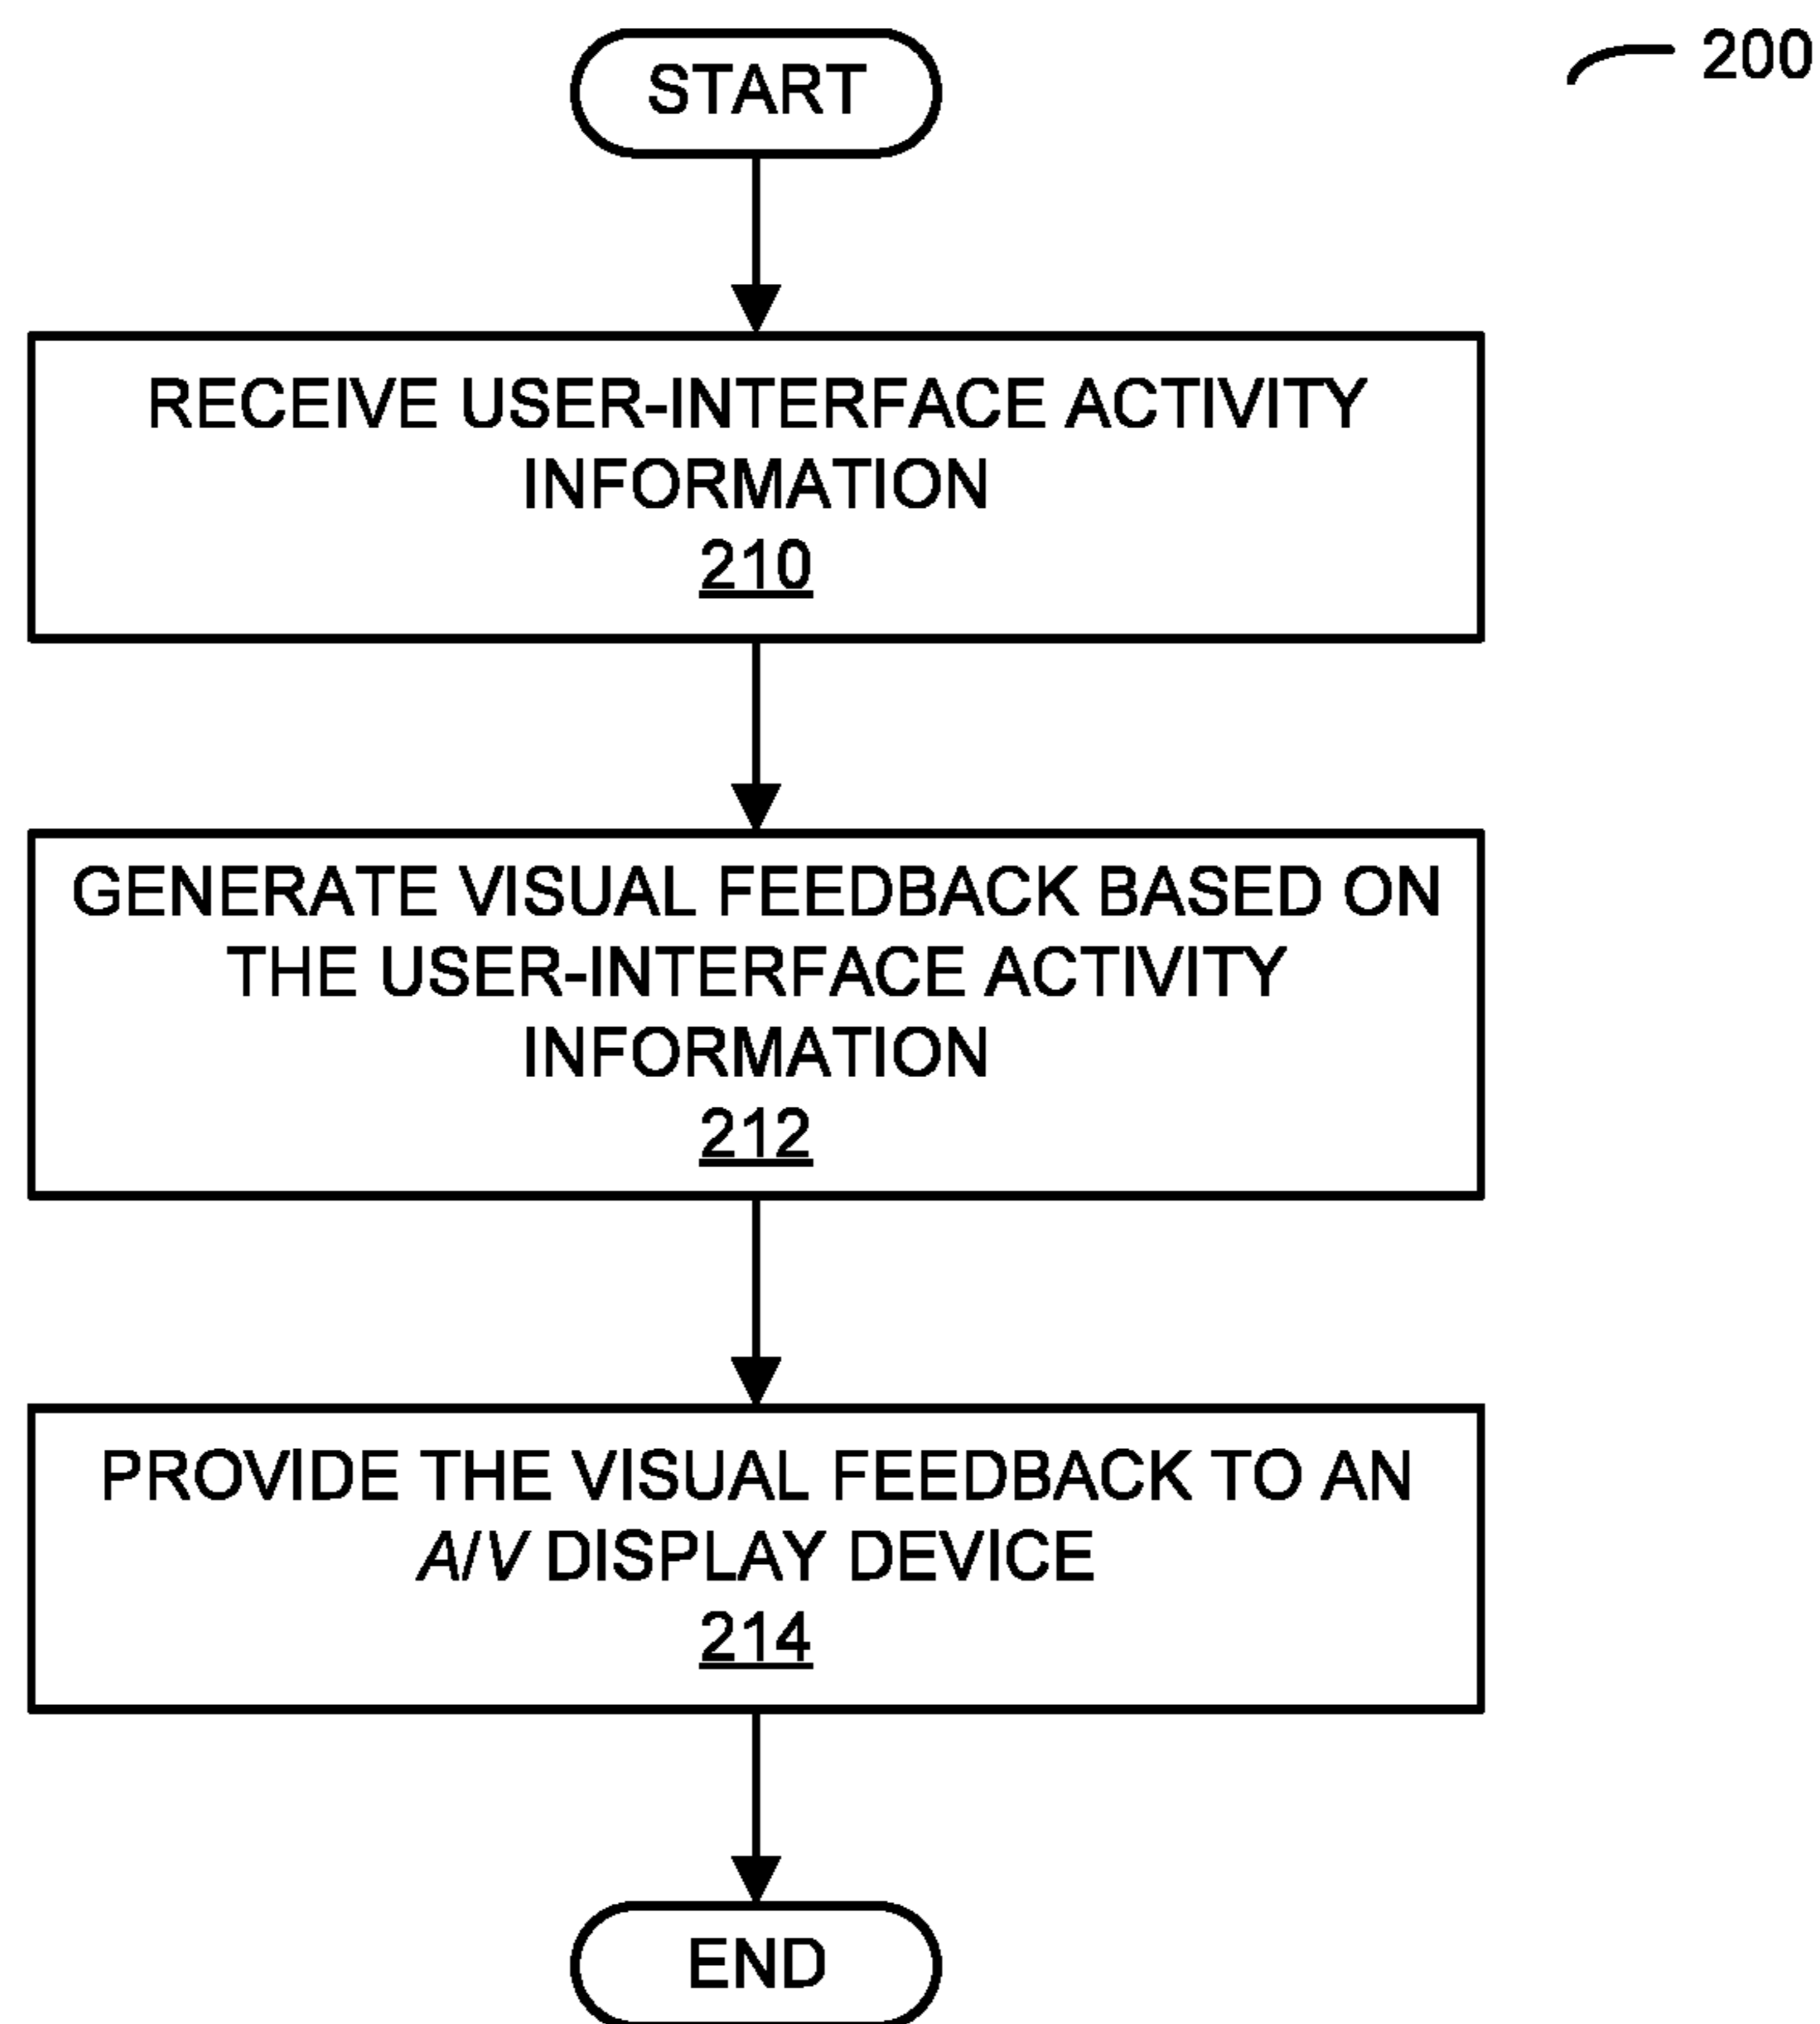 START
200
RECEIVE USER-INTERFACE ACTIVITY
INFORMATION
210
GENERATE VISUAL FEEDBACK BASED ON
THE USER-INTERFACE ACTIVITY
INFORMATION
212
PROVIDE THE VISUAL FEEDBACK TO AN
A/V DISPLAY DEVICE
214
END